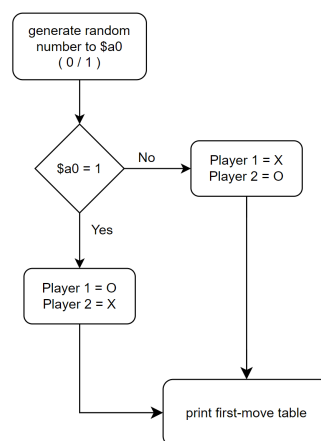 generate random
number to $a0
( 0 / 1 )
$a0 = 1
No
Player 1 = X
Player 2 = O
Yes
Player 1 = O
Player 2 = X
print first-move table